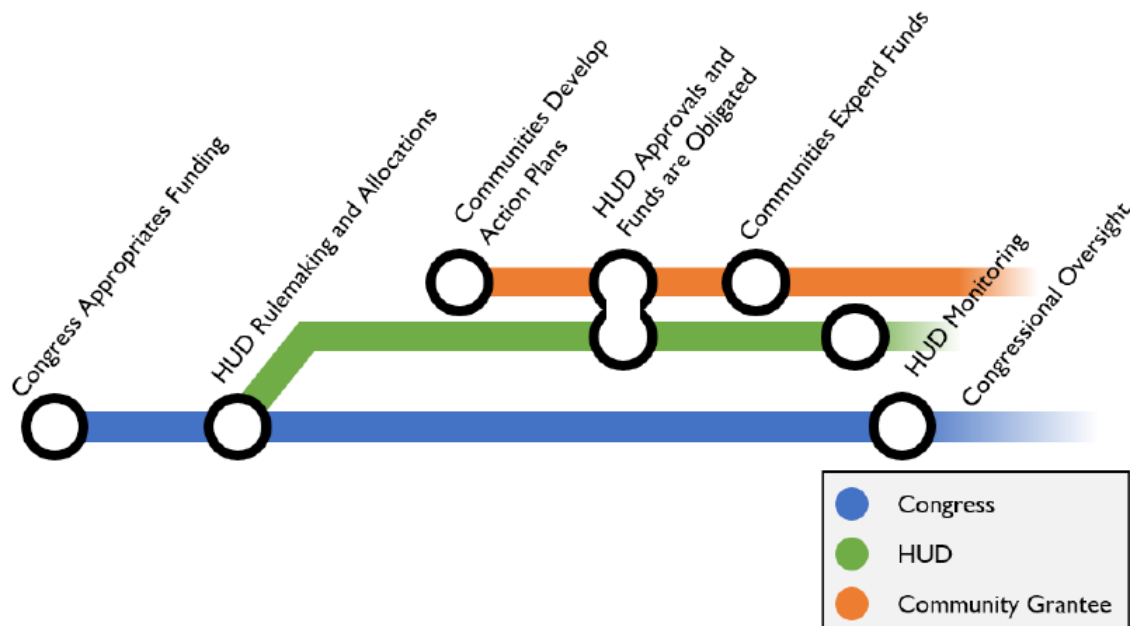 Congress Appropriates Funding
HUD Rulemaking and Allocations
Communities Develop
Action Plans
HUD Approvals and
Funds are Obligated
Communities Expend Funds
HUD Monitoring
Congressional Oversight
Congress
HUD
Community Grantee